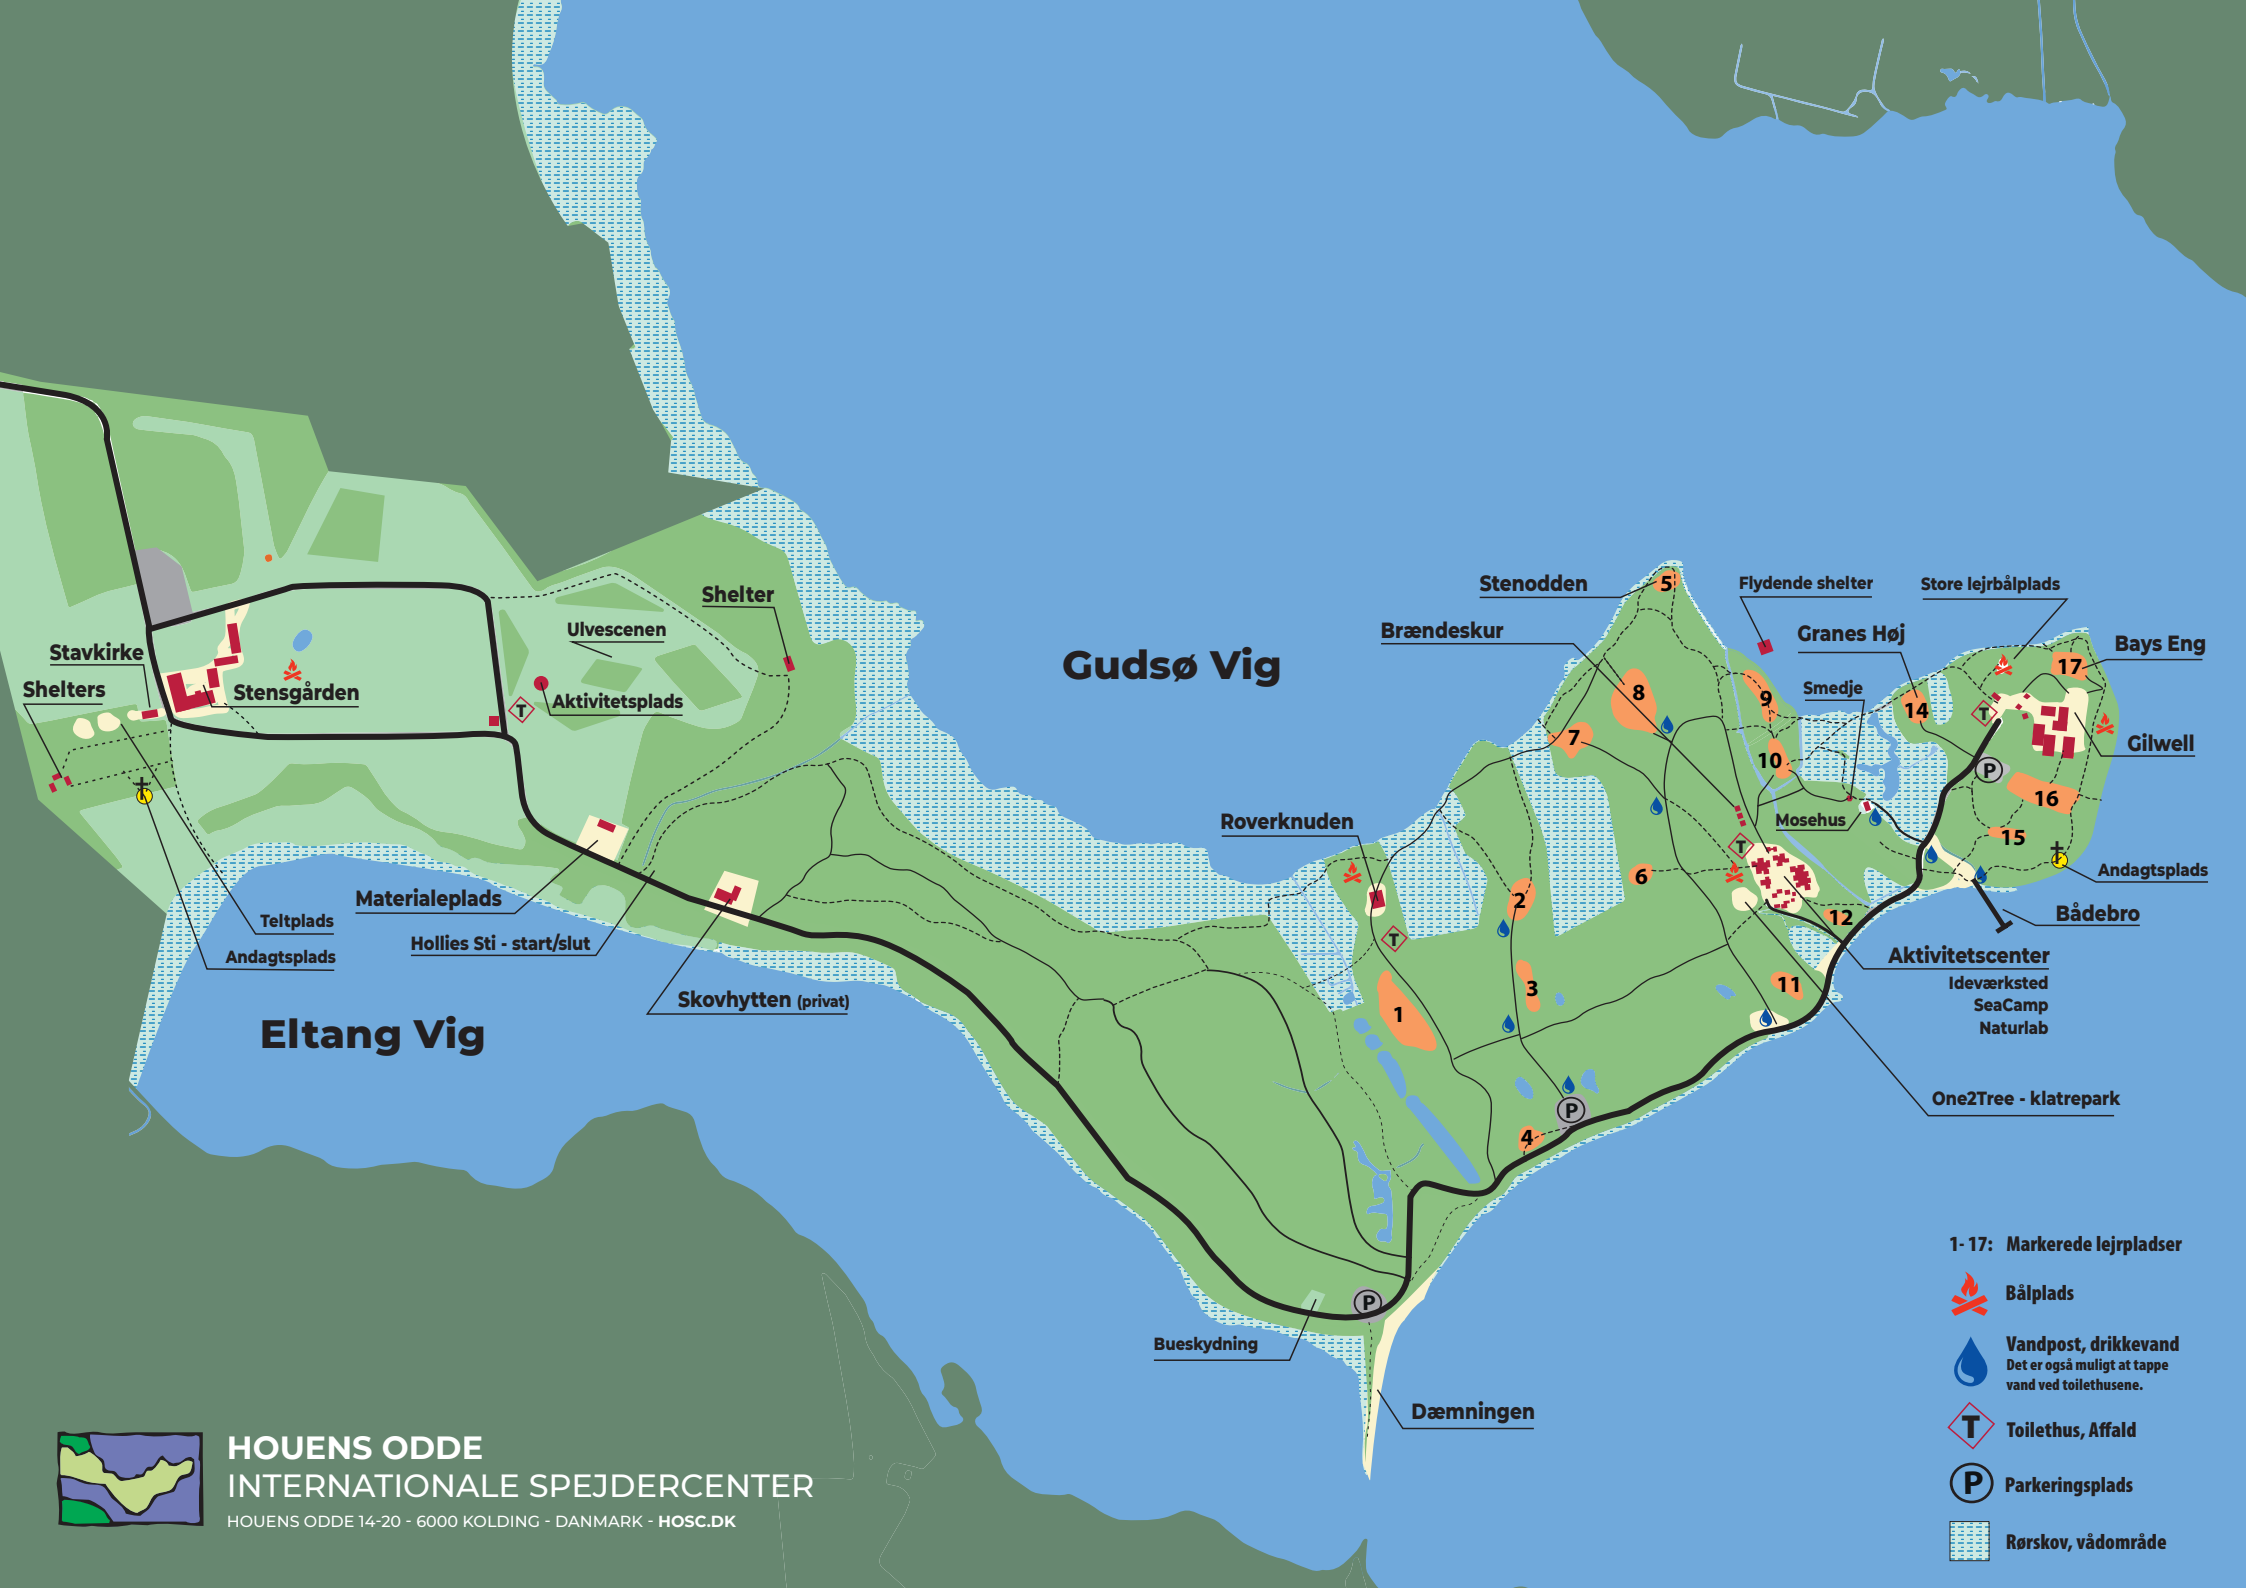 Stenodden
5
Flydende shelter
Store lejrbålplads
Shelter
Brændeskur
Granes Høj
Ulvescenen
Bays Eng
17
Stavkirke
Gudsø Vig
Shelters
Stensgården
8
9
Smedje
14
T
Aktivitetsplads
T
7
Gilwell
10
P
16
Roverknuden
Mosehus
15
T
Andagtsplads
6
Materialeplads
2
12
Bådebro
Teltplads
Hollies Sti - start/slut
T
Andagtsplads
Aktivitetscenter
Ideværksted
SeaCamp
Naturlab
Skovhytten (privat)
3
11
1
Eltang Vig
One2Tree - klatrepark
P
4
P
Bueskydning
Dæmningen
1- 17: Markerede lejrpladser
Bålplads
Vandpost, drikkevand
Det er også muligt at tappe
vand ved toilethusene.
T Toilethus, Affald
P Parkeringsplads
Rørskov, vådområde
HOUENS ODDE
INTERNATIONALE SPEJDERCENTER
HOUENS ODDE 14-20 - 6000 KOLDING - DANMARK - HOSC.DK